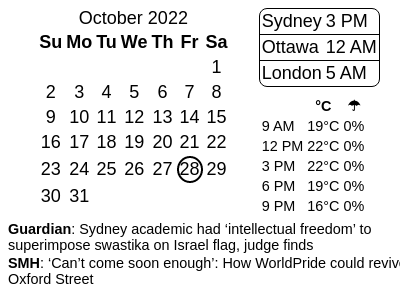 October 2022
Su Mo Tu We Th Fr Sa
1
2 3 4 5 6 7 8
9 10 11 12 13 14 15
16 17 18 19 20 21 22
23 24 25 26 27 28 29
30 31
Sydney 3 PM
Ottawa 12 AM
London 5 AM
°C ☂
9 AM 19°C 0%
12 PM 22°C 0%
3 PM 22°C 0%
6 PM 19°C 0%
9 PM 16°C 0%
Guardian: Sydney academic had ‘intellectual freedom’ to
superimpose swastika on Israel flag, judge finds
SMH: ‘Can’t come soon enough’: How WorldPride could reviv
Oxford Street